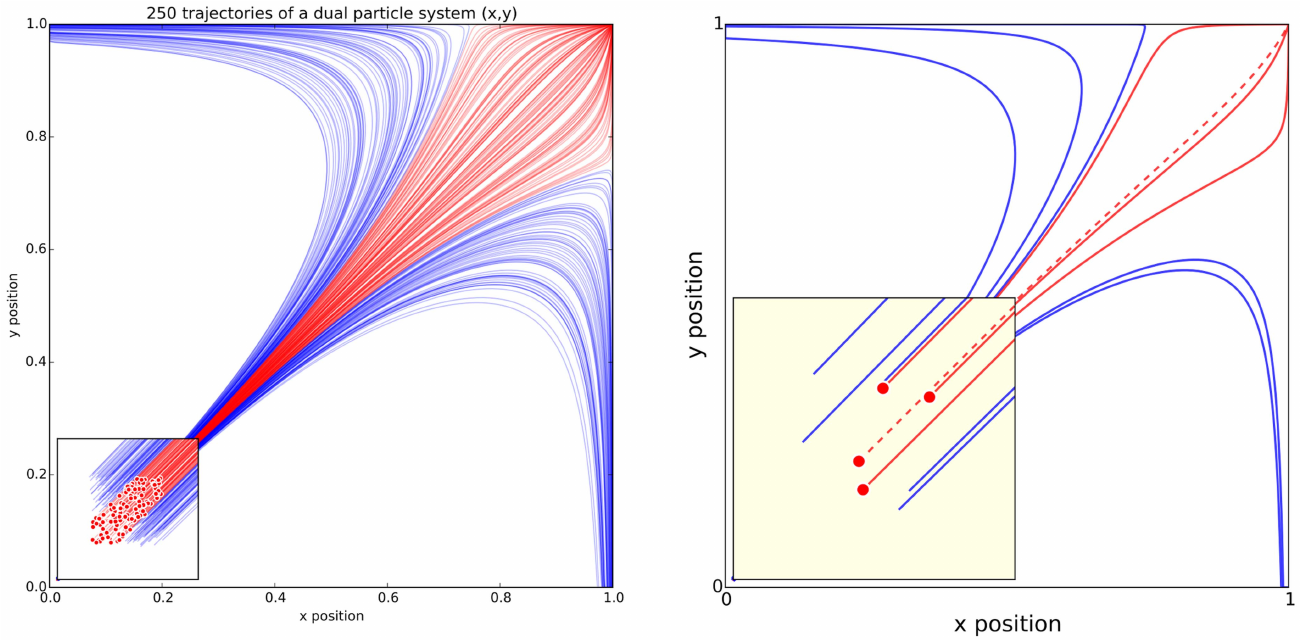 250 trajectories of a dual particle system (x,y)
1.0
0.8
0.6
0.4
0.2
0.0
y position
0.0 0.2 0.4 0.6 0.8 1.0
x position
1
0
y position
0 1
x position